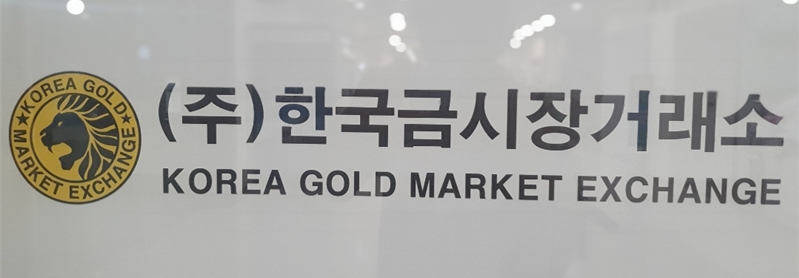 KOREA GOLD
MARKET EXCHANGE
(주)한국금시장거래소
KOREA GOLD MARKET EXCHANGE